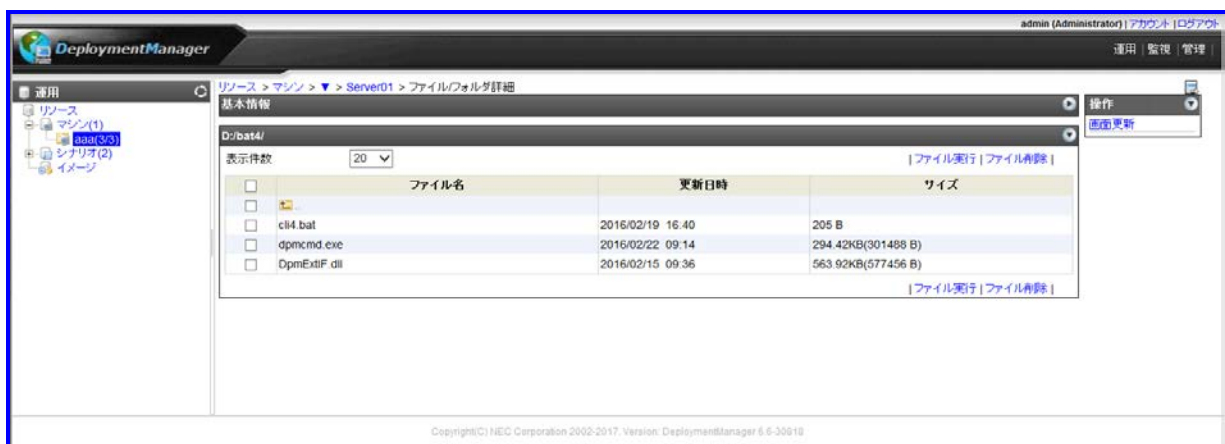 admin (Administrator) | アカウント | ログアウト
DeploymentManager
運用 | 監視 | 管理 |
運用
リソース
マシン(1)
aaa(3/3)
シナリオ(2)
イメージ
リソース > マシン > ▼ > Server01 > ファイル/フォルダ詳細
基本情報
D:/bat4/
表示件数 20 | ファイル実行 | ファイル削除 |
ファイル名 更新日時 サイズ
..
cli4.bat 2016/02/19 16:40 205 B
dpmcmd.exe 2016/02/22 09:14 294.42KB(301488 B)
DpmExtIF.dll 2016/02/15 09:36 563.92KB(577456 B)
| ファイル実行 | ファイル削除 |
操作
画面更新
Copyright(C) NEC Corporation 2002-2017. Version: DeploymentManager 6.6-30818